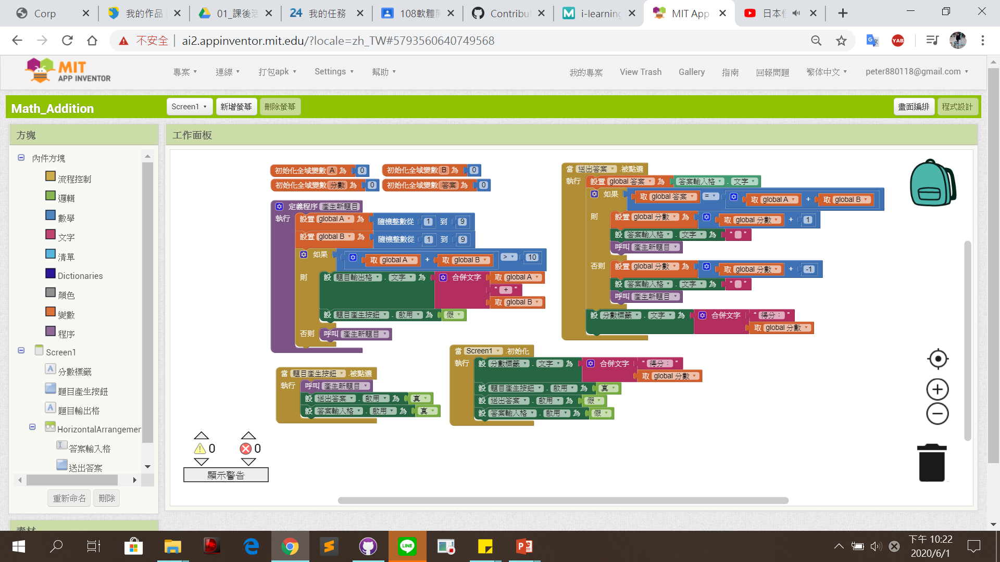 Corp
我的作品
01_課後活
24 我的任務
108軟體開
Contribut
i-learning
MIT App
日本怪
不安全 ai2.appinventor.mit.edu/?locale=zh_TW#5793560640749568
YAB
MIT
APP INVENTOR
專案 連線 打包apk Settings 幫助
我的專案 View Trash Gallery 指南 回報問題 繁体中文 peter880118@gmail.com
Math_Addition
Screen1 新增螢幕 刪除螢幕
畫面編排 程式設計
方塊
工作面板
內件方塊
流程控制
邏輯
數學
文字
清單
Dictionaries
顏色
變數
程序
Screen1
分數標籤
題目產生按鈕
題目輸出格
HorizontalArrangemer
答案輸入格
送出答案
重新命名 刪除
素材
初始化全域變數 A 為 0
初始化全域變數 B 為 0
初始化全域變數 分數 為 0
初始化全域變數 答案 為 0
定義程序 產生新題目
執行 設置 global A 為 隨機整數從 1 到 9
設置 global B 為 隨機整數從 1 到 9
如果 取 global A + 取 global B > 10
則 設 題目輸出格 . 文字 為 合併文字 取 global A
" + "
取 global B
設 題目產生按鈕 . 啟用 為 假
否則 呼叫 產生新題目
當 題目產生按鈕 .被點選
執行 呼叫 產生新題目
設 送出答案 . 啟用 為 真
設 答案輸入格 . 啟用 為 真
當 送出答案 .被點選
執行 設置 global 答案 為 答案輸入格 . 文字
如果 取 global 答案 = 取 global A + 取 global B
則 設置 global 分數 為 取 global 分數 + 1
設 答案輸入格 . 文字 為 " "
呼叫 產生新題目
否則 設置 global 分數 為 取 global 分數 + -1
設 答案輸入格 . 文字 為 " "
呼叫 產生新題目
設 分數標籤 . 文字 為 合併文字 " 得分： "
取 global 分數
當 Screen1 .初始化
執行 設 分數標籤 . 文字 為 合併文字 " 得分： "
取 global 分數
設 題目產生按鈕 . 啟用 為 真
設 送出答案 . 啟用 為 假
設 答案輸入格 . 啟用 為 假
0 0
顯示警告
LINE
下午 10:22
2020/6/1